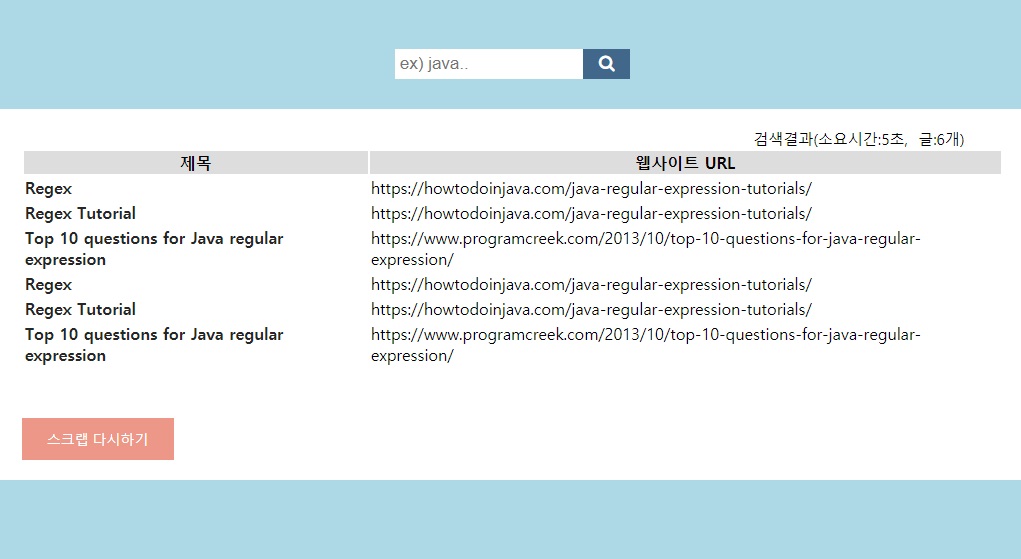 ex) java..
검색결과(소요시간:5초, 글:6개)
제목 웹사이트 URL
Regex https://howtodoinjava.com/java-regular-expression-tutorials/
Regex Tutorial https://howtodoinjava.com/java-regular-expression-tutorials/
Top 10 questions for Java regular https://www.programcreek.com/2013/10/top-10-questions-for-java-regular-
expression expression/
Regex https://howtodoinjava.com/java-regular-expression-tutorials/
Regex Tutorial https://howtodoinjava.com/java-regular-expression-tutorials/
Top 10 questions for Java regular https://www.programcreek.com/2013/10/top-10-questions-for-java-regular-
expression expression/
스크랩 다시하기